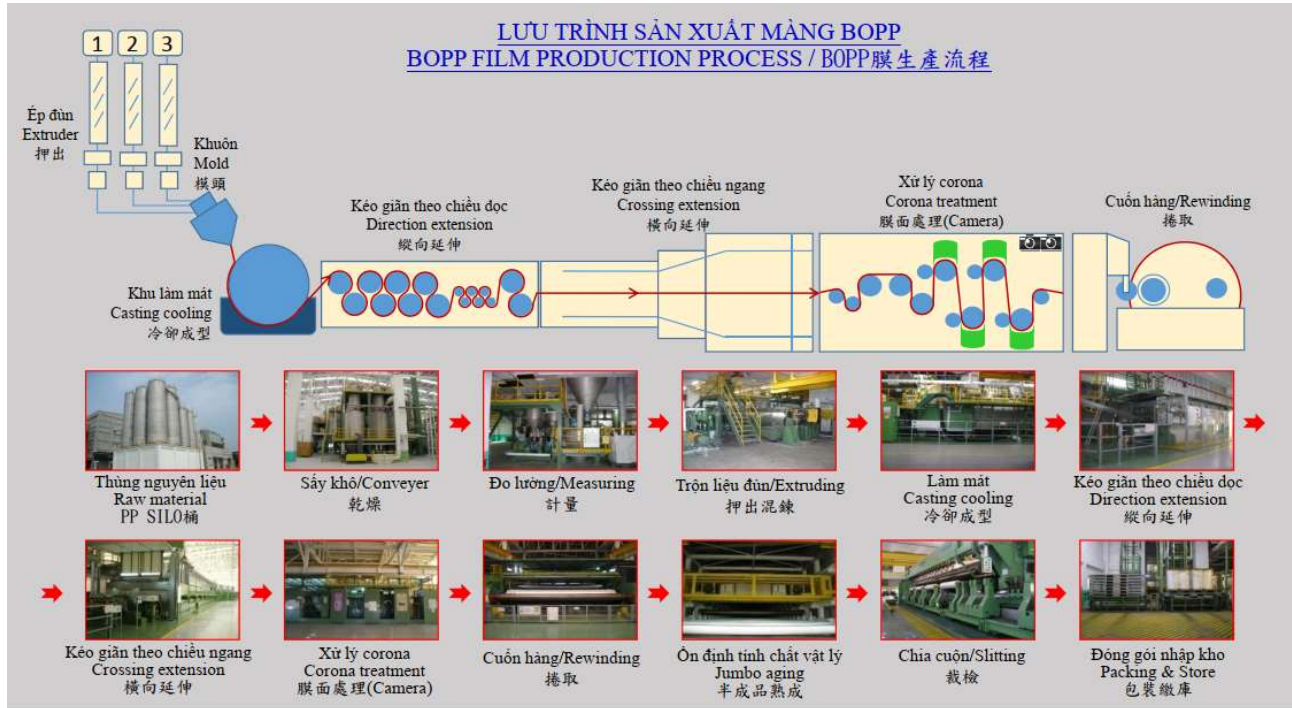 LƯU TRÌNH SẢN XUẤT MÀNG BOPP
BOPP FILM PRODUCTION PROCESS / BOPP膜生產流程
1 2 3
Ép đùn
Extruder
押出
Khuôn
Mold
模頭
Khu làm mát
Casting cooling
冷卻成型
Kéo giãn theo chiều dọc
Direction extension
縱向延伸
Kéo giãn theo chiều ngang
Crossing extension
橫向延伸
Xử lý corona
Corona treatment
膜面處理(Camera)
Cuốn hàng/Rewinding
捲取
Thùng nguyên liệu
Raw material
PP SILO桶
Sấy khô/Conveyer
乾燥
Đo lường/Measuring
計量
Trộn liệu đùn/Extruding
押出混鍊
Làm mát
Casting cooling
冷卻成型
Kéo giãn theo chiều dọc
Direction extension
縱向延伸
Kéo giãn theo chiều ngang
Crossing extension
橫向延伸
Xử lý corona
Corona treatment
膜面處理(Camera)
Cuốn hàng/Rewinding
捲取
Ổn định tính chất vật lý
Jumbo aging
半成品熟成
Chia cuộn/Slitting
裁檢
Đóng gói nhập kho
Packing & Store
包裝繳庫